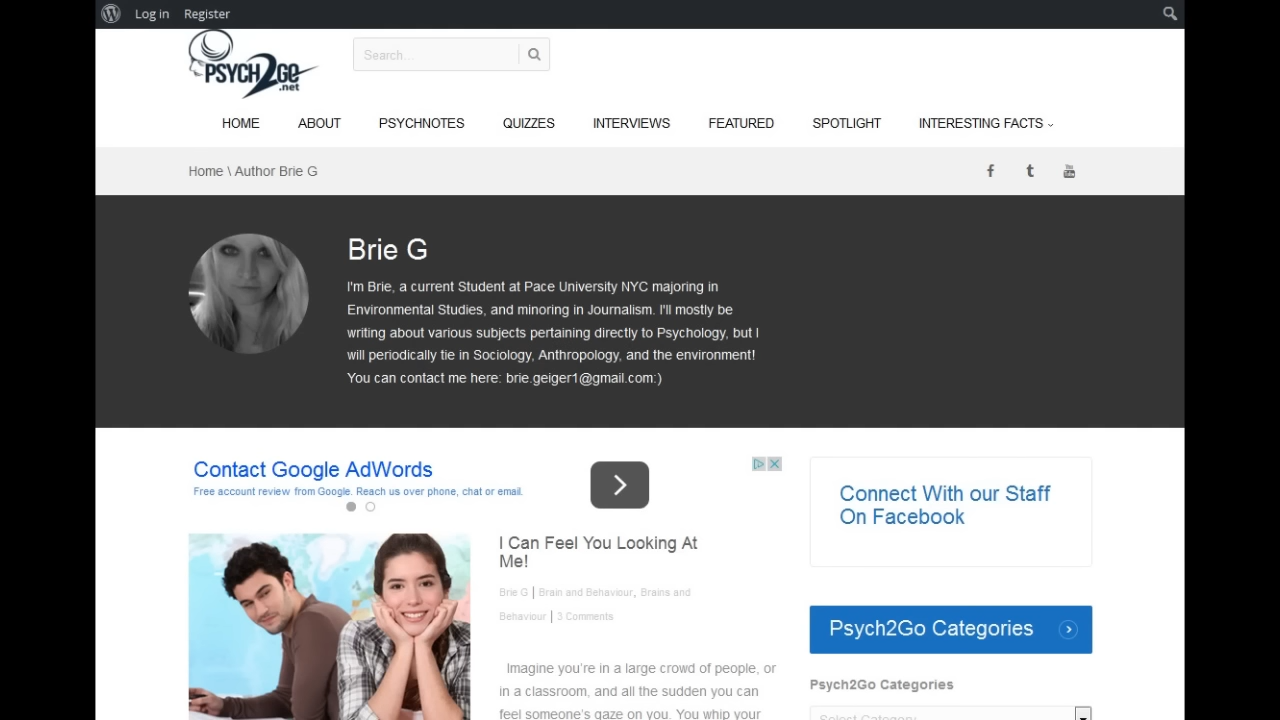 Log in Register
PSYCH2GO
.net
Search...
HOME ABOUT PSYCHNOTES QUIZZES INTERVIEWS FEATURED SPOTLIGHT INTERESTING FACTS
Home \ Author Brie G
Brie G
I'm Brie, a current Student at Pace University NYC majoring in
Environmental Studies, and minoring in Journalism. I'll mostly be
writing about various subjects pertaining directly to Psychology, but I
will periodically tie in Sociology, Anthropology, and the environment!
You can contact me here: brie.geiger1@gmail.com:)
Contact Google AdWords
Free account review from Google. Reach us over phone, chat or email.
I Can Feel You Looking At
Me!
Brie G | Brain and Behaviour, Brains and
Behaviour | 3 Comments
Imagine you're in a large crowd of people, or
in a classroom, and all the sudden you can
feel someone's gaze on you. You whip your
Connect With our Staff
On Facebook
Psych2Go Categories
Psych2Go Categories
Select Category